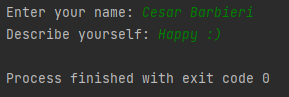 Enter your name: Cesar Barbieri
Describe yourself: Happy :)
Process finished with exit code 0